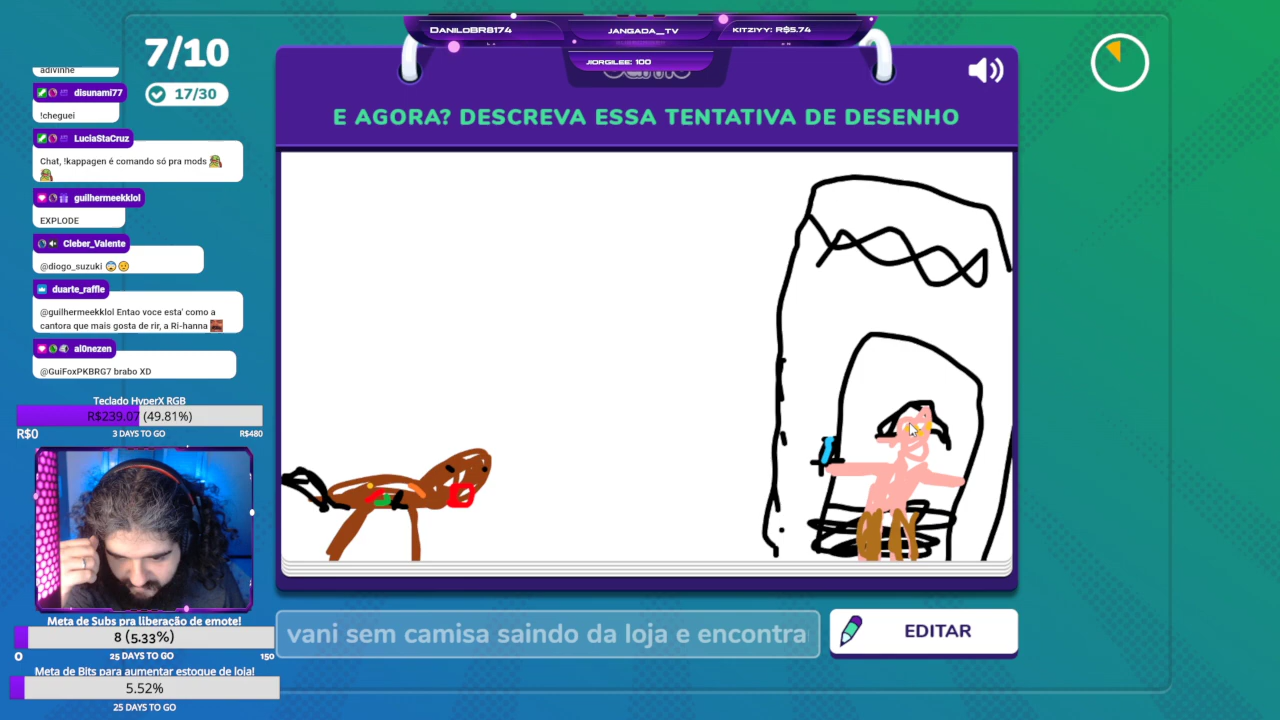 DANILOBR8174
JANGADA_TV
KITZIYY: R$5.74
JIORGILEE: 100
7/10
17/30
E AGORA? DESCREVA ESSA TENTATIVA DE DESENHO
adivinhe
disunami77
!cheguei
LuciaStaCruz
Chat, !kappagen é comando só pra mods
guilhermeekklol
EXPLODE
Cleber_Valente
@diogo_suzuki
duarte_raffle
@guilhermeekklol Entao voce esta' como a
cantora que mais gosta de rir, a Ri-hanna
al0nezen
@GuiFoxPKBRG7 brabo XD
Teclado HyperX RGB
R$239.07 (49.81%)
R$0
3 DAYS TO GO
R$480
Meta de Subs pra liberação de emote!
8 (5.33%)
0
25 DAYS TO GO
150
Meta de Bits para aumentar estoque de loja!
5.52%
25 DAYS TO GO
vani sem camisa saindo da loja e encontra
EDITAR